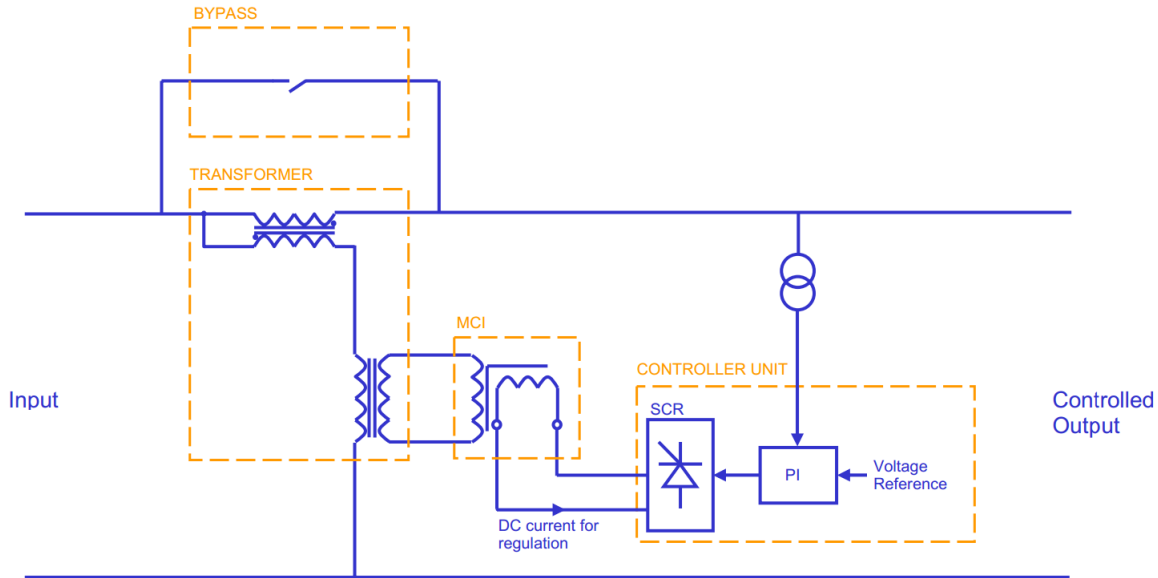 BYPASS
TRANSFORMER
MCI
CONTROLLER UNIT
Input
SCR
Controlled
Output
PI
Voltage
Reference
DC current for
regulation